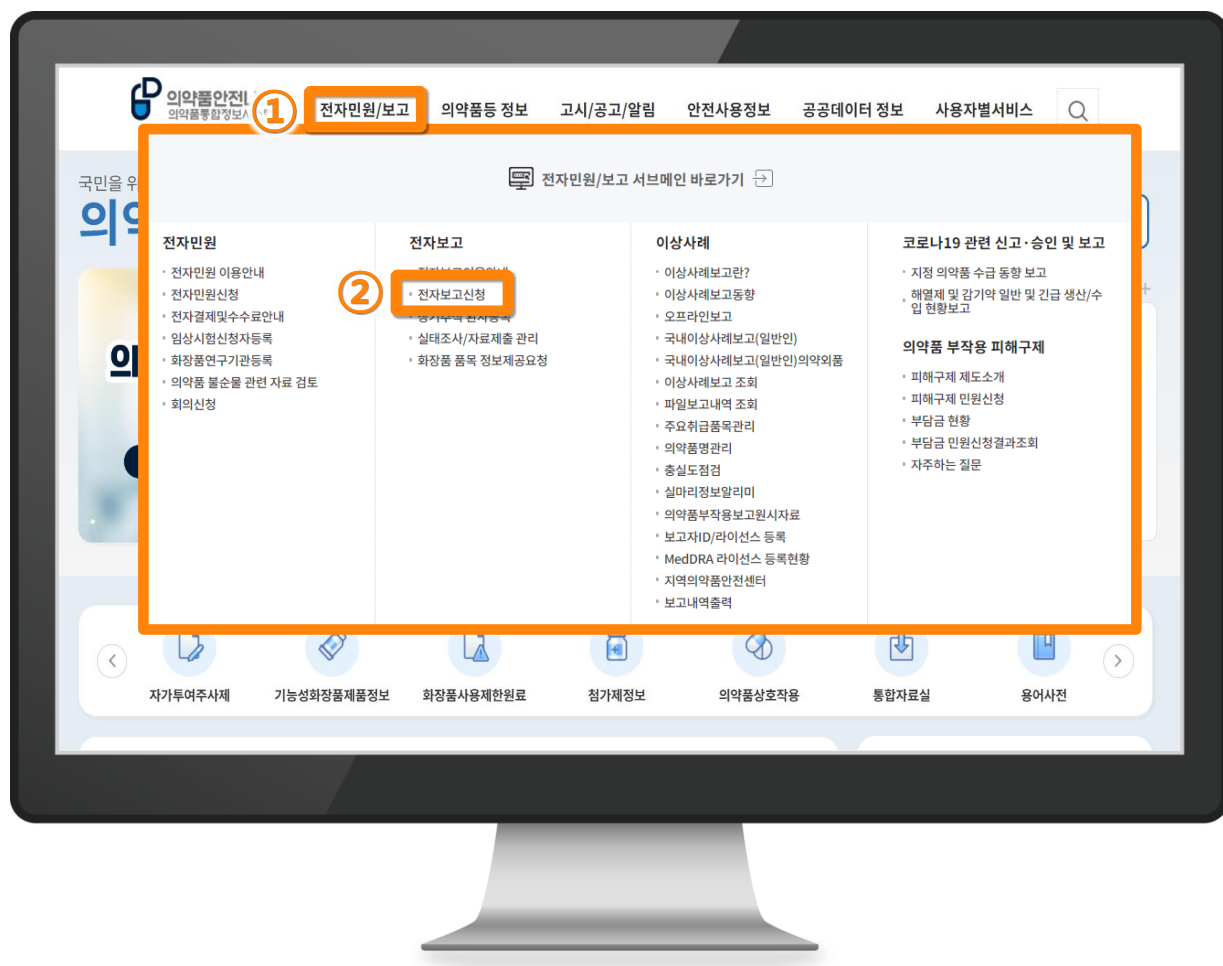 의약품안전
의약품통합정보시
①
전자민원/보고
의약품등 정보
고시/공고/알림
안전사용정보
공공데이터 정보
사용자별서비스
전자민원/보고 서브메인 바로가기
국민을 위
의약
전자민원
전자민원 이용안내
전자민원신청
전자결제및수수료안내
임상시험신청자등록
화장품연구기관등록
의약품 불순물 관련 자료 검토
회의신청
전자보고
전자보고이용안내
②
전자보고신청
장기추적 환자등록
실태조사/자료제출 관리
화장품 품목 정보제공요청
이상사례
이상사례보고란?
이상사례보고동향
오프라인보고
국내이상사례보고(일반인)
국내이상사례보고(일반인)의약외품
이상사례보고 조회
파일보고내역 조회
주요취급품목관리
의약품명관리
충실도점검
실마리정보알리미
의약품부작용보고원시자료
보고자ID/라이선스 등록
MedDRA 라이선스 등록현황
지역의약품안전센터
보고내역출력
코로나19 관련 신고·승인 및 보고
지정 의약품 수급 동향 보고
해열제 및 감기약 일반 및 긴급 생산/수
입 현황보고
의약품 부작용 피해구제
피해구제 제도소개
피해구제 민원신청
부담금 현황
부담금 민원신청결과조회
자주하는 질문
자가투여주사제
기능성화장품제품정보
화장품사용제한원료
첨가제정보
의약품상호작용
통합자료실
용어사전